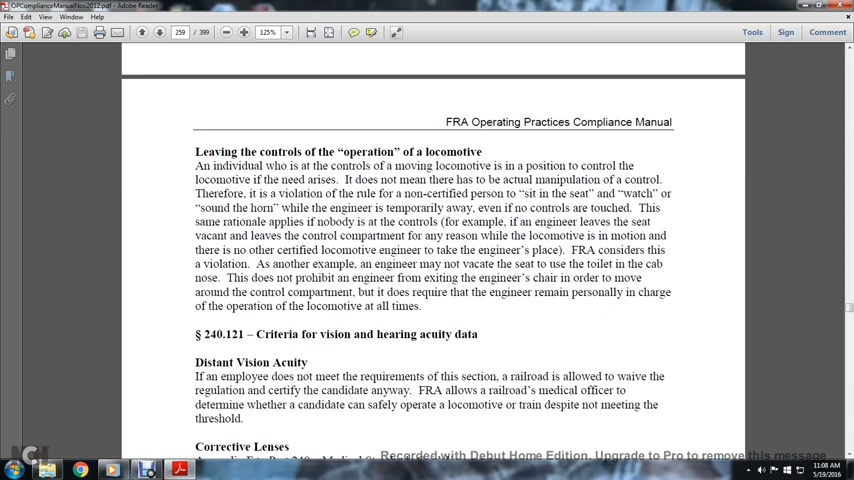 OPComplianceManualNov2012.pdf - Adobe Reader
File Edit View Window Help
259 / 399 125% Tools Sign Comment
FRA Operating Practices Compliance Manual
Leaving the controls of the “operation” of a locomotive
An individual who is at the controls of a moving locomotive is in a position to control the
locomotive if the need arises. It does not mean there has to be actual manipulation of a control.
Therefore, it is a violation of the rule for a non-certified person to “sit in the seat” and “watch” or
“sound the horn” while the engineer is temporarily away, even if no controls are touched. This
same rationale applies if nobody is at the controls (for example, if an engineer leaves the seat
vacant and leaves the control compartment for any reason while the locomotive is in motion and
there is no other certified locomotive engineer to take the engineer’s place). FRA considers this
a violation. As another example, an engineer may not vacate the seat to use the toilet in the cab
nose. This does not prohibit an engineer from exiting the engineer’s chair in order to move
around the control compartment, but it does require that the engineer remain personally in charge
of the operation of the locomotive at all times.
§ 240.121 – Criteria for vision and hearing acuity data
Distant Vision Acuity
If an employee does not meet the requirements of this section, a railroad is allowed to waive the
regulation and certify the candidate anyway. FRA allows a railroad’s medical officer to
determine whether a candidate can safely operate a locomotive or train despite not meeting the
threshold.
Corrective Lenses
Recorded with Debut Home Edition. Upgrade to Pro to remove this message
NCH
11:08 AM
5/19/2016